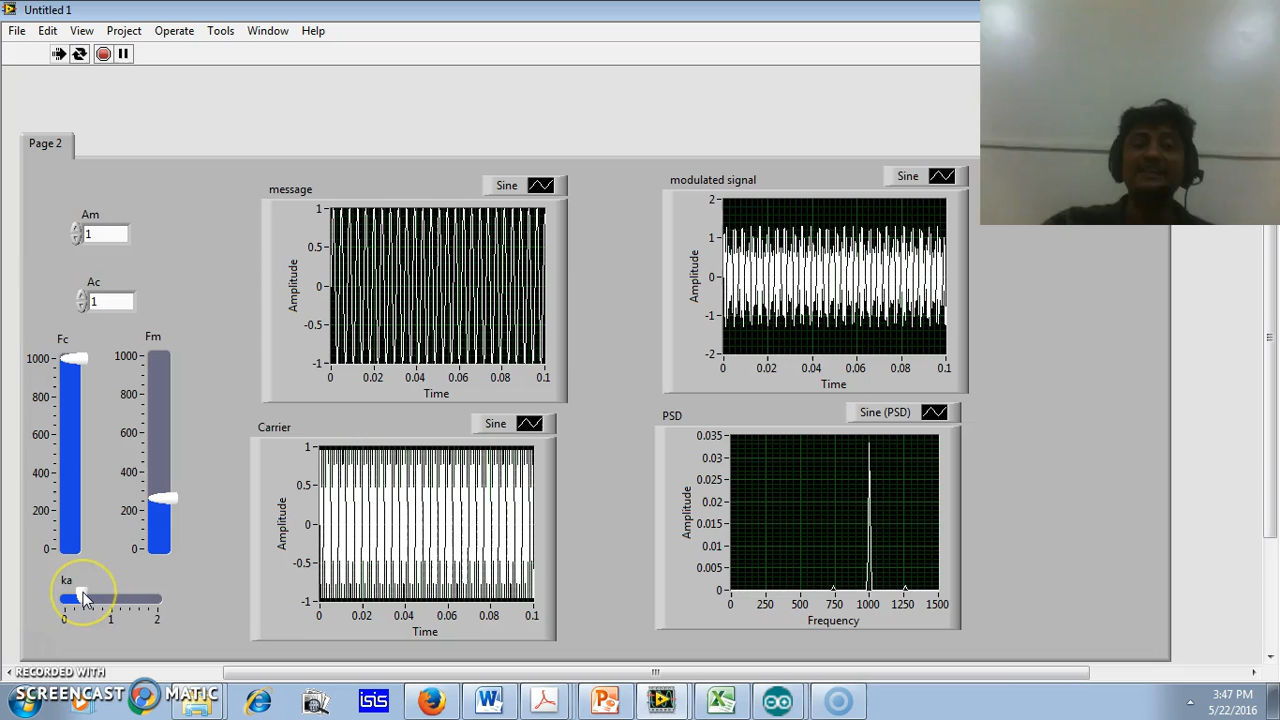 Untitled 1
File Edit View Project Operate Tools Window Help
Page 2
Am
1
Ac
1
Fc
1000
800
600
400
200
0
Fm
1000
800
600
400
200
0
ka
0 1 2
message
Sine
1
0.5
0
-0.5
-1
Amplitude
0 0.02 0.04 0.06 0.08 0.1
Time
Carrier
Sine
1
0.5
0
-0.5
-1
Amplitude
0 0.02 0.04 0.06 0.08 0.1
Time
modulated signal
Sine
2
1
0
-1
-2
Amplitude
0 0.02 0.04 0.06 0.08 0.1
Time
PSD
Sine (PSD)
0.035
0.03
0.025
0.02
0.015
0.01
0.005
0
Amplitude
0 250 500 750 1000 1250 1500
Frequency
RECORDED WITH
SCREENCAST MATIC
isis
3:47 PM
5/22/2016